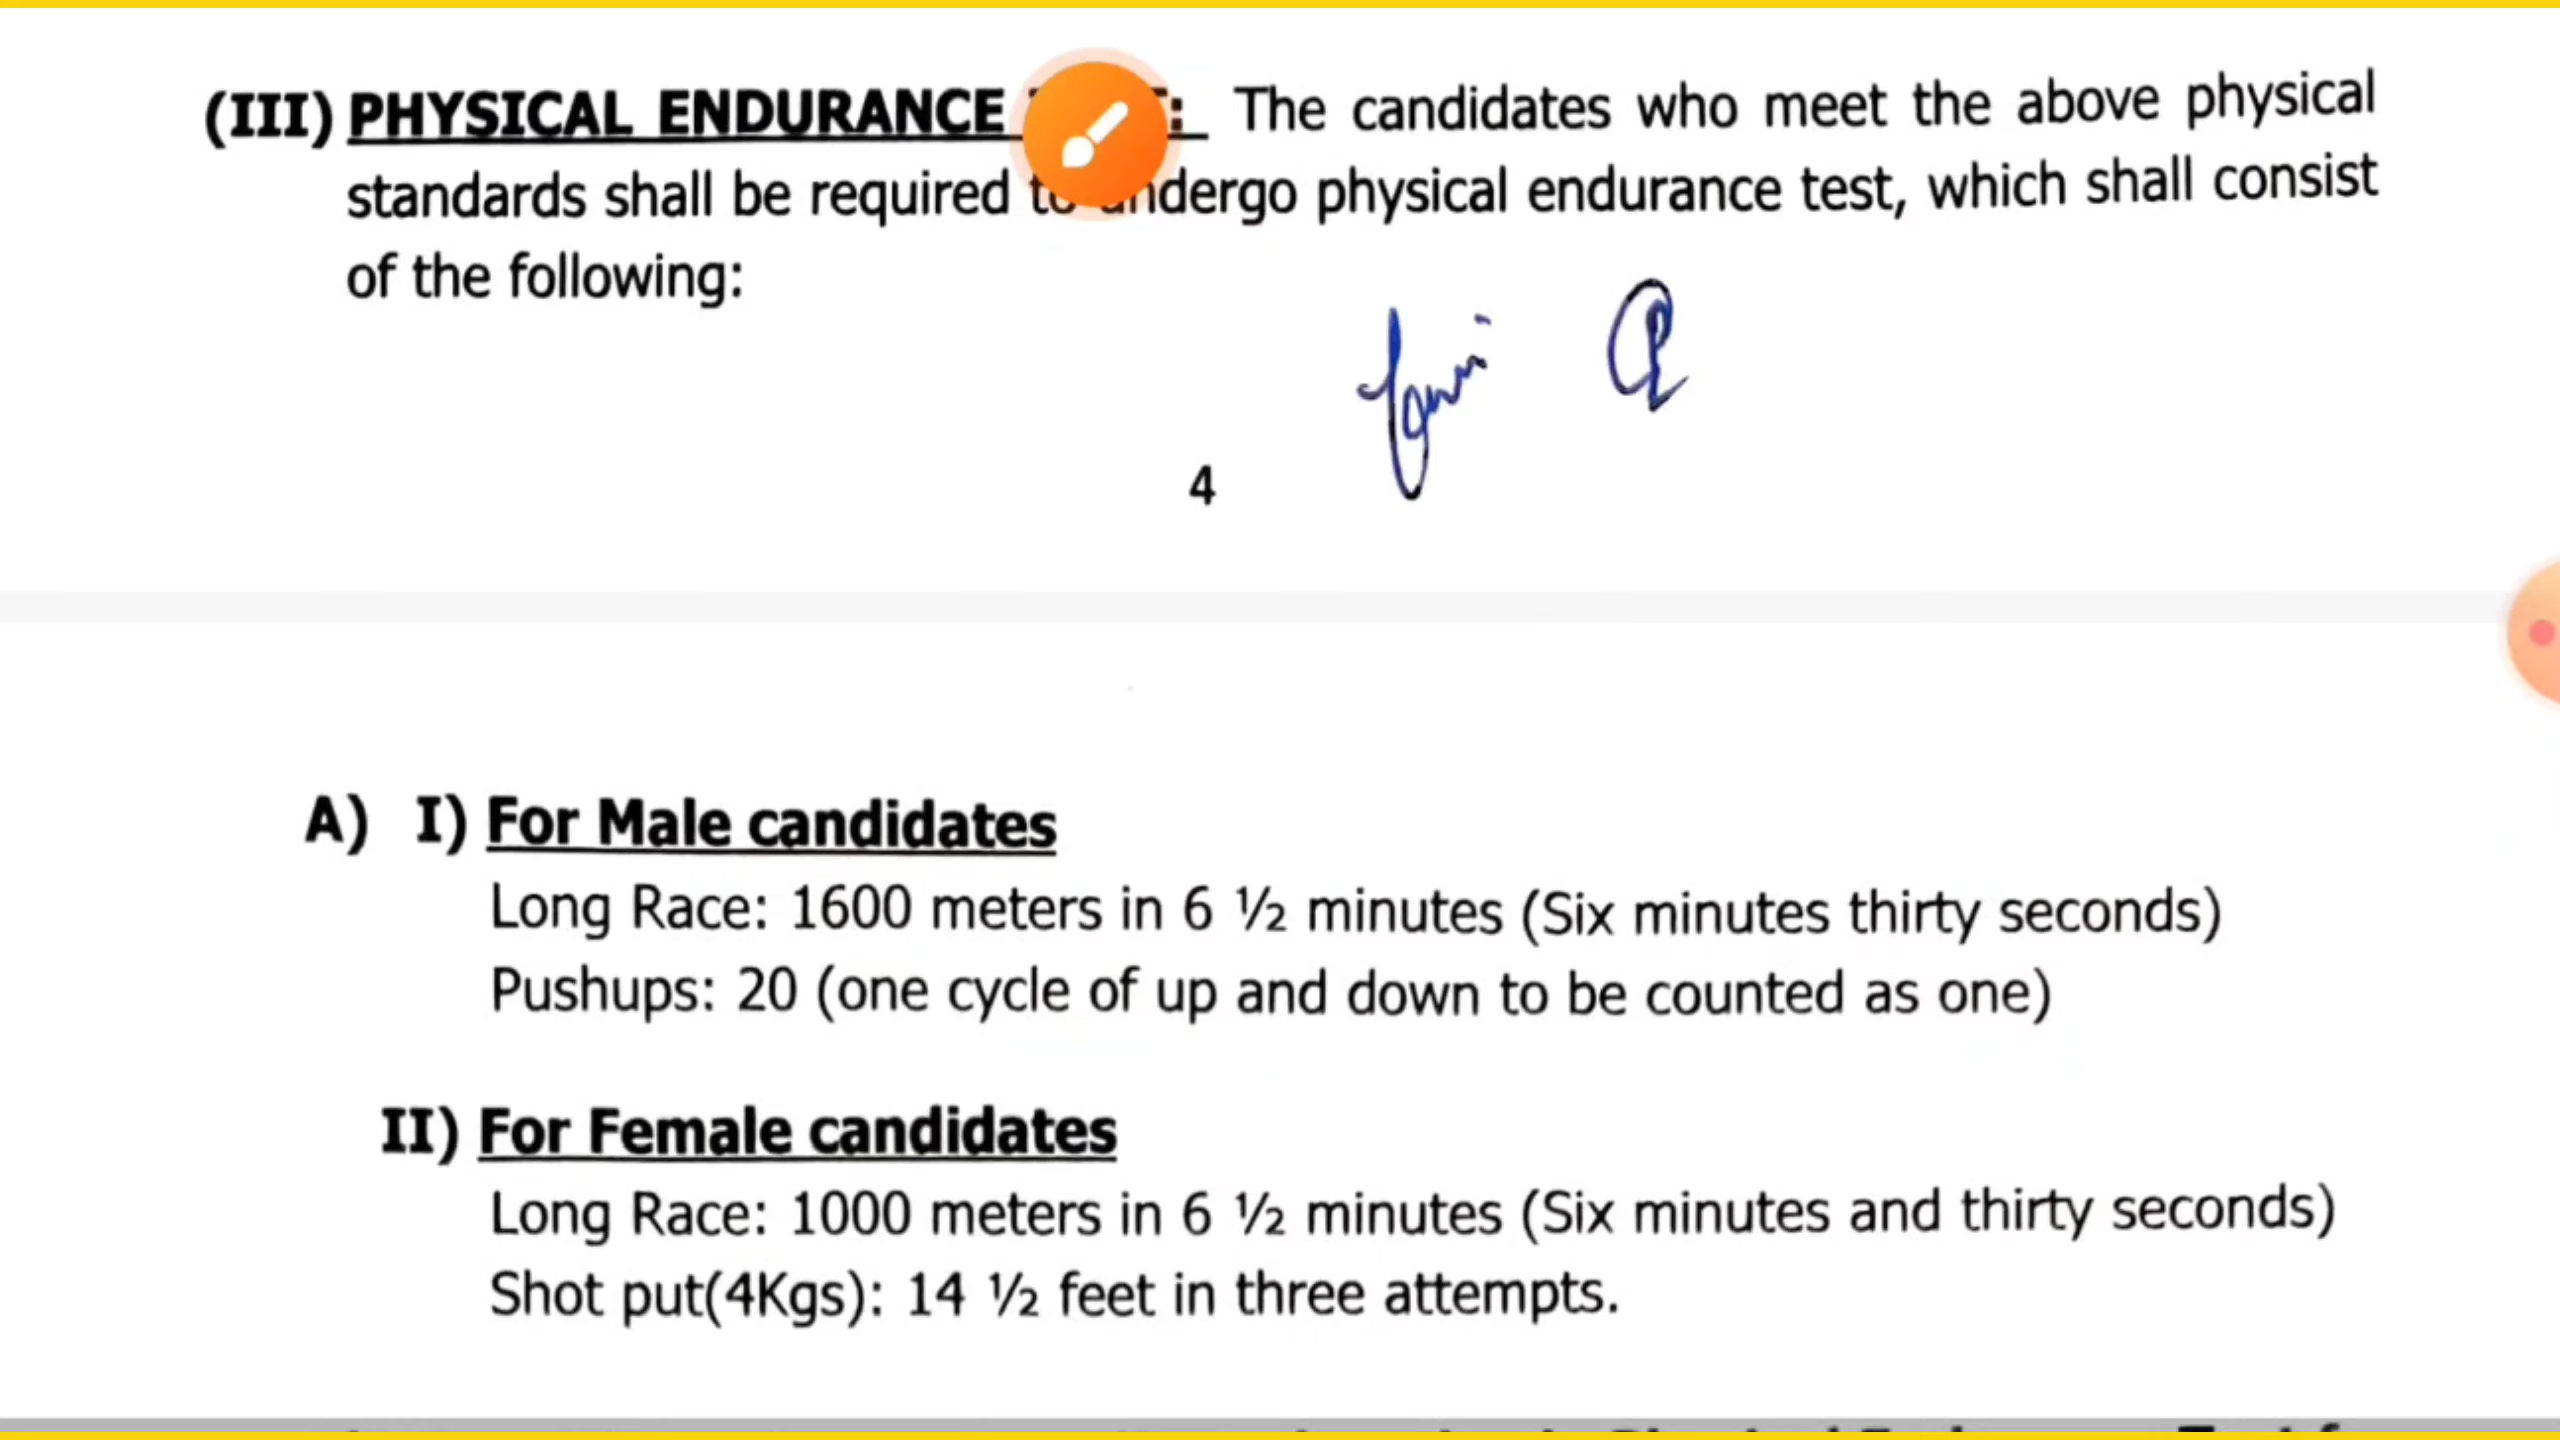 (III) PHYSICAL ENDURANCE : The candidates who meet the above physical
standards shall be required to undergo physical endurance test, which shall consist
of the following:
4
A) I) For Male candidates
Long Race: 1600 meters in 6 ½ minutes (Six minutes thirty seconds)
Pushups: 20 (one cycle of up and down to be counted as one)
II) For Female candidates
Long Race: 1000 meters in 6 ½ minutes (Six minutes and thirty seconds)
Shot put(4Kgs): 14 ½ feet in three attempts.